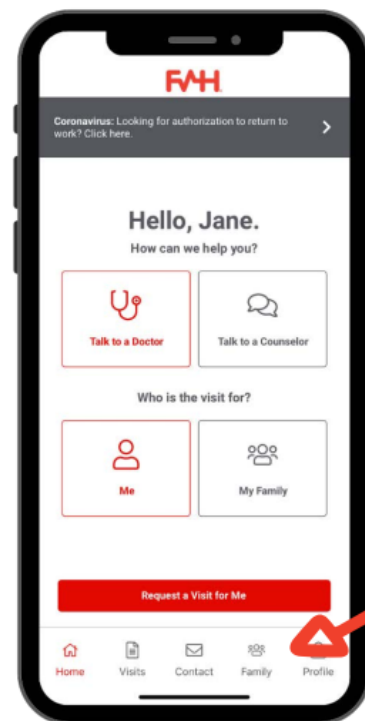 FAH
Coronavirus: Looking for authorization to return to
work? Click here.
Hello, Jane.
How can we help you?
Talk to a Doctor
Talk to a Counselor
Who is the visit for?
Me
My Family
Request a Visit for Me
Home
Visits
Contact
Family
Profile